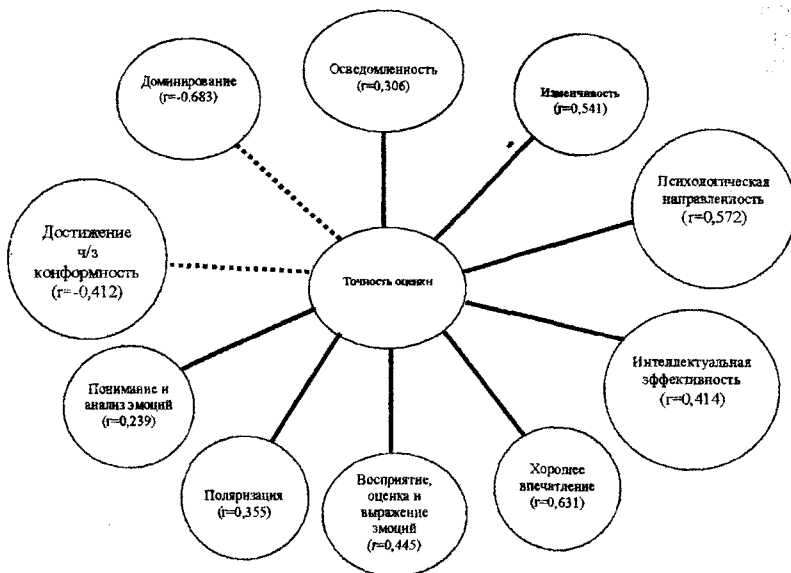 Осведомленность
(r=0,306)
Доминирование
(r=-0.683)
Изменчивость
(r=0,541)
Психологическая
направленность
(r=0,572)
Достижение
ч/з
конформность
(r=-0,412)
Точность оценки
Интеллектуальная
эффективность
(r=0,414)
Понимание и
анализ эмоций
(r=0,239)
Поляризация
(r=0,355)
Восприятие,
оценка и
выражение
эмоций
(r=0,445)
Хорошее
впечатление
(r=0,631)